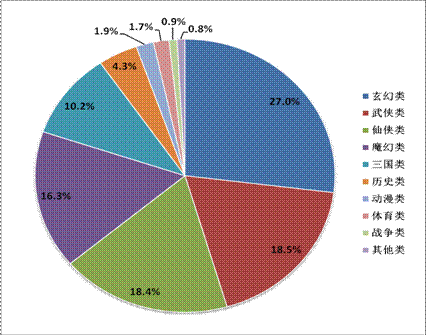 0.9%
0.8%
1.7%
1.9%
4.3%
10.2%
16.3%
18.4%
18.5%
27.0%
玄幻类
武侠类
仙侠类
魔幻类
三国类
历史类
动漫类
体育类
战争类
其他类